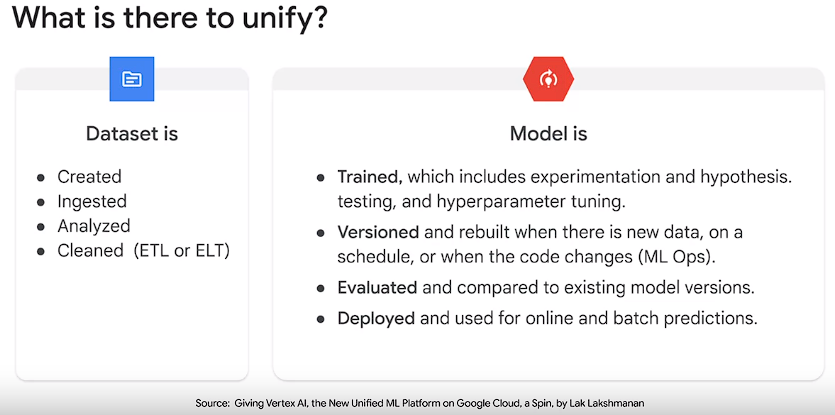 What is there to unify?
Dataset is
Created
Ingested
Analyzed
Cleaned (ETL or ELT)
Model is
Trained, which includes experimentation and hypothesis.
testing, and hyperparameter tuning.
Versioned and rebuilt when there is new data, on a
schedule, or when the code changes (ML Ops).
Evaluated and compared to existing model versions.
Deployed and used for online and batch predictions.
Source: Giving Vertex AI, the New Unified ML Platform on Google Cloud, a Spin, by Lak Lakshmanan